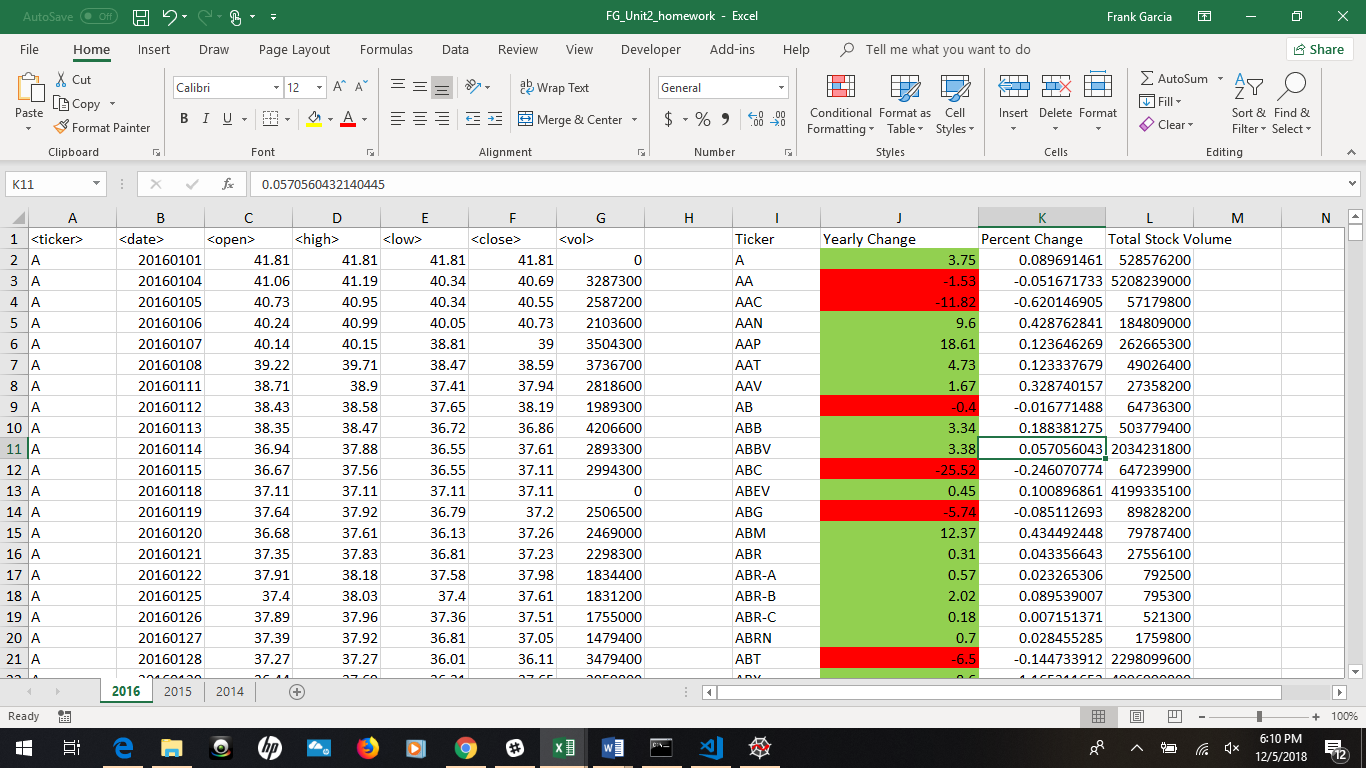 AutoSave Off FG_Unit2_homework - Excel Frank Garcia
File Home Insert Draw Page Layout Formulas Data Review View Developer Add-ins Help Tell me what you want to do Share
Paste Cut Copy Format Painter Clipboard
Calibri 12 A A B I U A Font
ab Wrap Text Merge & Center Alignment
General $ % , .00 .0 Number
Conditional Formatting Format as Table Cell Styles Styles
Insert Delete Format Cells
AutoSum Fill Clear Sort & Filter Find & Select Editing
K11 fx 0.0570560432140445
A B C D E F G H I J K L M N
1 <ticker> <date> <open> <high> <low> <close> <vol> Ticker Yearly Change Percent Change Total Stock Volume
2 A 20160101 41.81 41.81 41.81 41.81 0 A 3.75 0.089691461 528576200
3 A 20160104 41.06 41.19 40.34 40.69 3287300 AA -1.53 -0.051671733 5208239000
4 A 20160105 40.73 40.95 40.34 40.55 2587200 AAC -11.82 -0.620146905 57179800
5 A 20160106 40.24 40.99 40.05 40.73 2103600 AAN 9.6 0.428762841 184809000
6 A 20160107 40.14 40.15 38.81 39 3504300 AAP 18.61 0.123646269 262665300
7 A 20160108 39.22 39.71 38.47 38.59 3736700 AAT 4.73 0.123337679 49026400
8 A 20160111 38.71 38.9 37.41 37.94 2818600 AAV 1.67 0.328740157 27358200
9 A 20160112 38.43 38.58 37.65 38.19 1989300 AB -0.4 -0.016771488 64736300
10 A 20160113 38.35 38.47 36.72 36.86 4206600 ABB 3.34 0.188381275 503779400
11 A 20160114 36.94 37.88 36.55 37.61 2893300 ABBV 3.38 0.057056043 2034231800
12 A 20160115 36.67 37.56 36.55 37.11 2994300 ABC -25.52 -0.246070774 647239900
13 A 20160118 37.11 37.11 37.11 37.11 0 ABEV 0.45 0.100896861 4199335100
14 A 20160119 37.64 37.92 36.79 37.2 2506500 ABG -5.74 -0.085112693 89828200
15 A 20160120 36.68 37.61 36.53 37.26 2469000 ABM 12.37 0.434492448 79787400
16 A 20160121 37.35 37.83 36.81 37.23 2298300 ABR 0.31 0.043356643 27556100
17 A 20160122 37.91 38.18 37.58 37.98 1834400 ABR-A 0.57 0.023265306 792500
18 A 20160125 37.4 38.03 37.4 37.61 1831200 ABR-B 2.02 0.089539007 795300
19 A 20160126 37.89 37.96 37.36 37.51 1755000 ABR-C 0.18 0.007151371 521300
20 A 20160127 37.39 37.92 36.81 37.05 1479400 ABRN 0.7 0.028455285 1759800
21 A 20160128 37.27 37.27 36.01 36.11 3479400 ABT -6.5 -0.144733912 2298099600
2016 2015 2014
Ready 100%
6:10 PM
12/5/2018
12